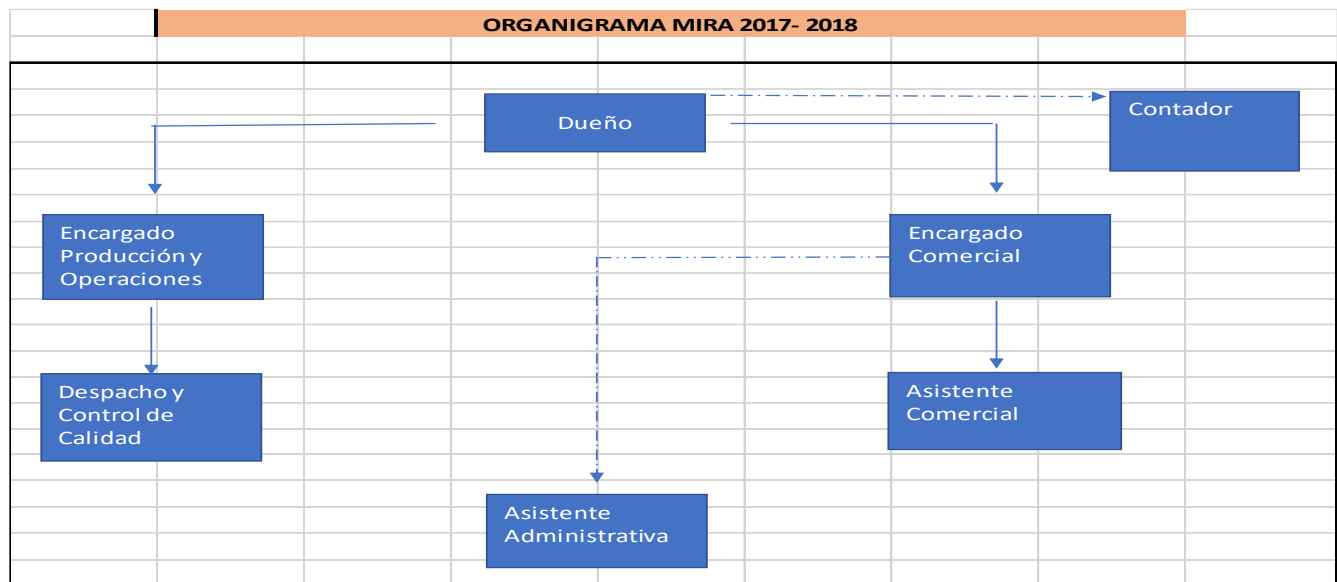 ORGANIGRAMA MIRA 2017- 2018
Dueño
Contador
Encargado
Producción y
Operaciones
Encargado
Comercial
Despacho y
Control de
Calidad
Asistente
Comercial
Asistente
Administrativa